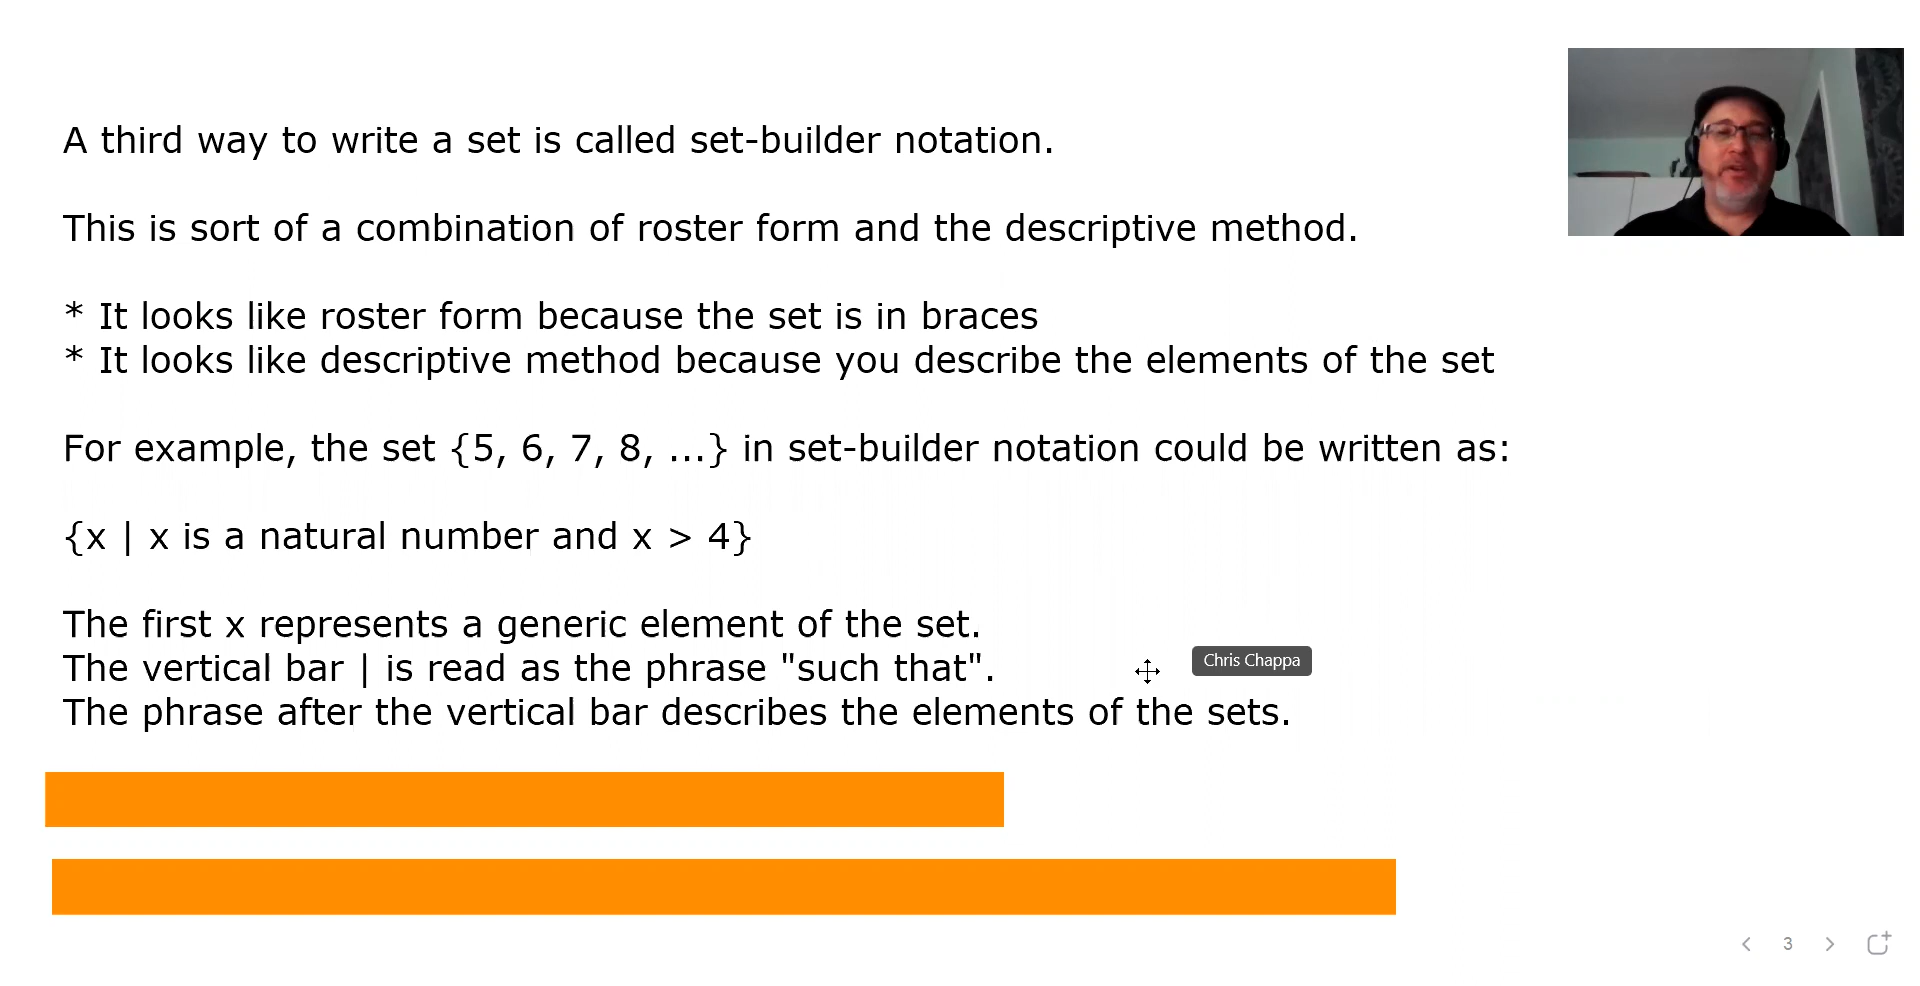 A third way to write a set is called set-builder notation.
This is sort of a combination of roster form and the descriptive method.
* It looks like roster form because the set is in braces
* It looks like descriptive method because you describe the elements of the set
For example, the set {5, 6, 7, 8, ...} in set-builder notation could be written as:
{x | x is a natural number and x > 4}
The first x represents a generic element of the set.
The vertical bar | is read as the phrase "such that".
Chris Chappa
The phrase after the vertical bar describes the elements of the sets.
3